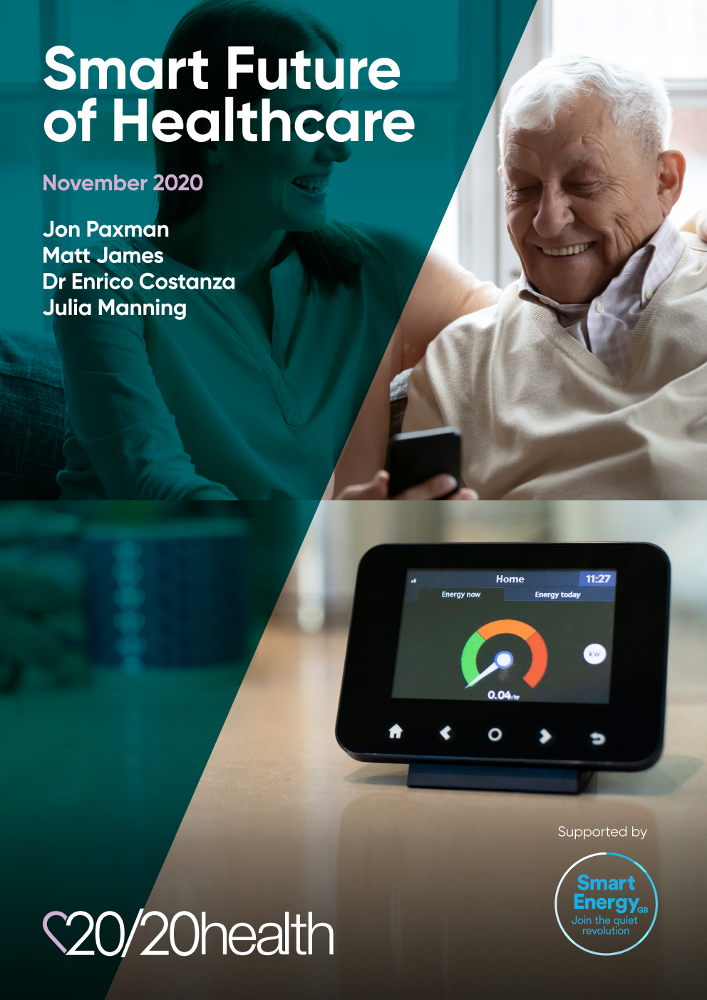 Smart Future
of Healthcare
November 2020
Jon Paxman
Matt James
Dr Enrico Costanza
Julia Manning
Home 11:27
Energy now Energy today
kW
0.04/hr
Supported by
Smart
Energy GB
Join the quiet
revolution
20/20health